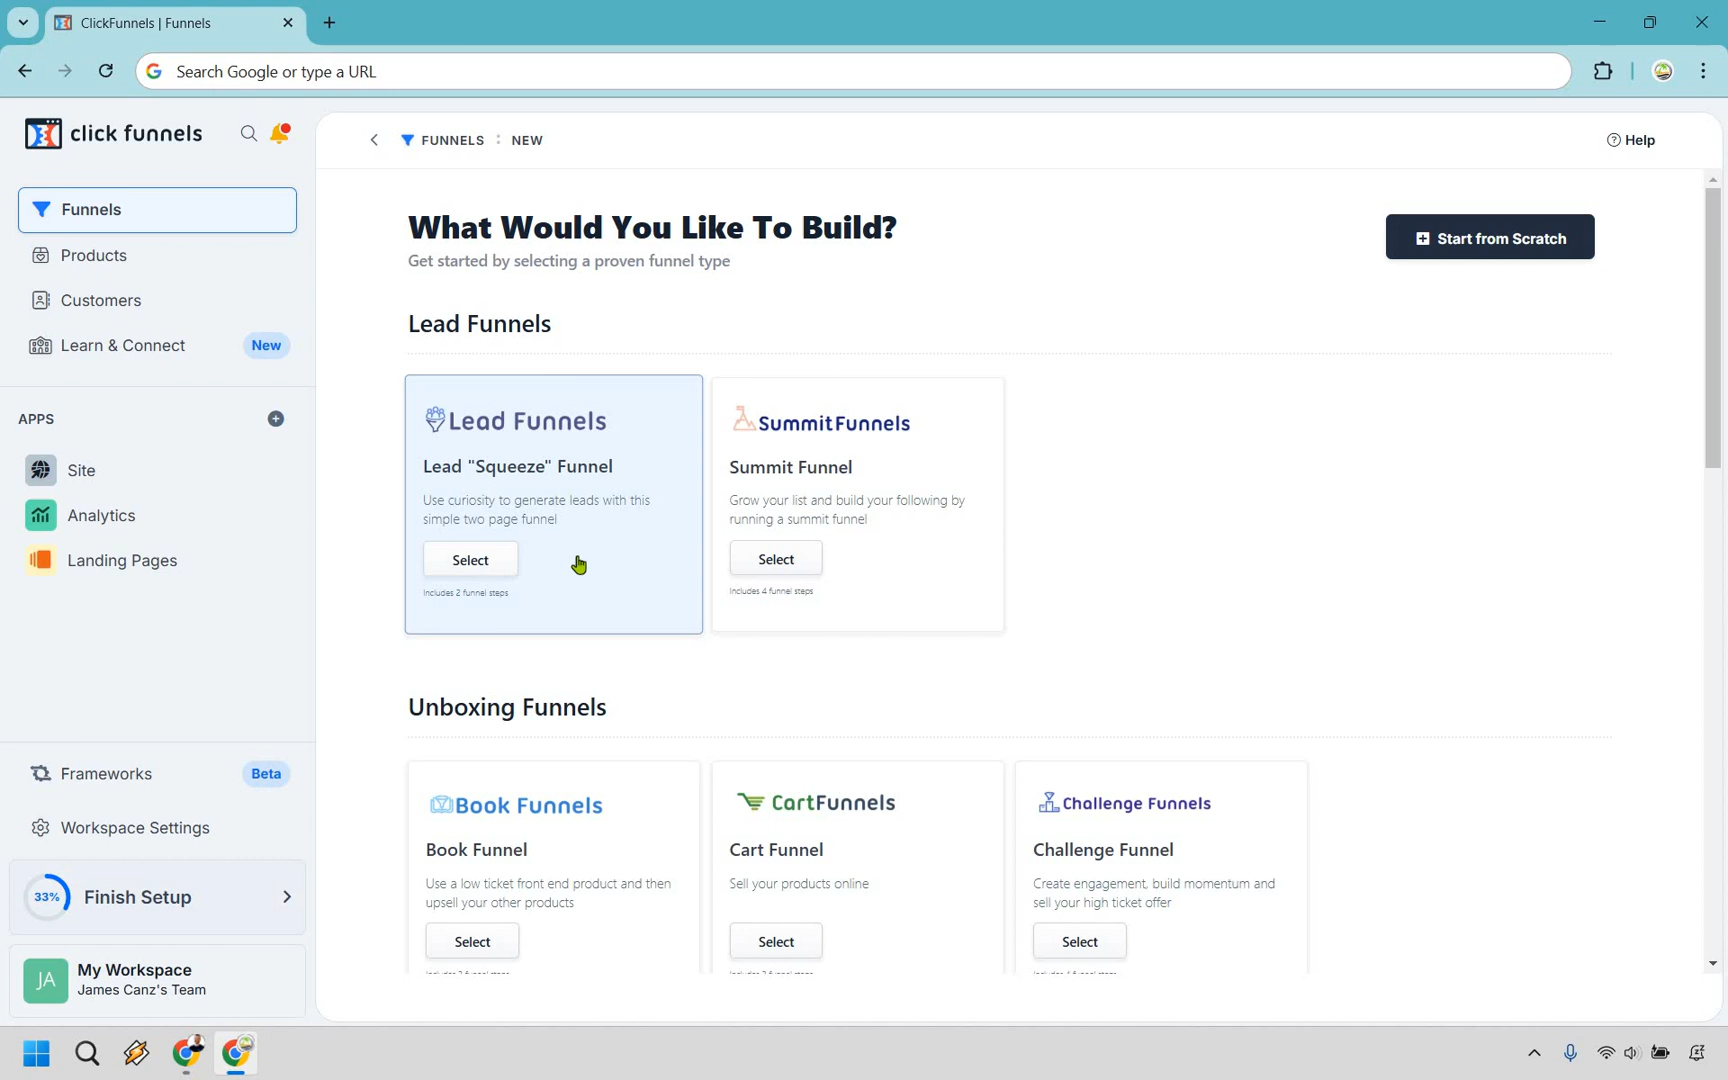 ClickFunnels | Funnels
Search Google or type a URL
click funnels
Funnels
Products
Customers
Learn & Connect
New
APPS
Site
Analytics
Landing Pages
Frameworks
Beta
Workspace Settings
33%
Finish Setup
JA
My Workspace
James Canz's Team
FUNNELS : NEW
Help
What Would You Like To Build?
Get started by selecting a proven funnel type
Start from Scratch
Lead Funnels
Lead Funnels
Lead "Squeeze" Funnel
Use curiosity to generate leads with this
simple two page funnel
Select
Includes 2 funnel steps
SummitFunnels
Summit Funnel
Grow your list and build your following by
running a summit funnel
Select
Includes 4 funnel steps
Unboxing Funnels
Book Funnels
Book Funnel
Use a low ticket front end product and then
upsell your other products
Select
CartFunnels
Cart Funnel
Sell your products online
Select
Challenge Funnels
Challenge Funnel
Create engagement, build momentum and
sell your high ticket offer
Select